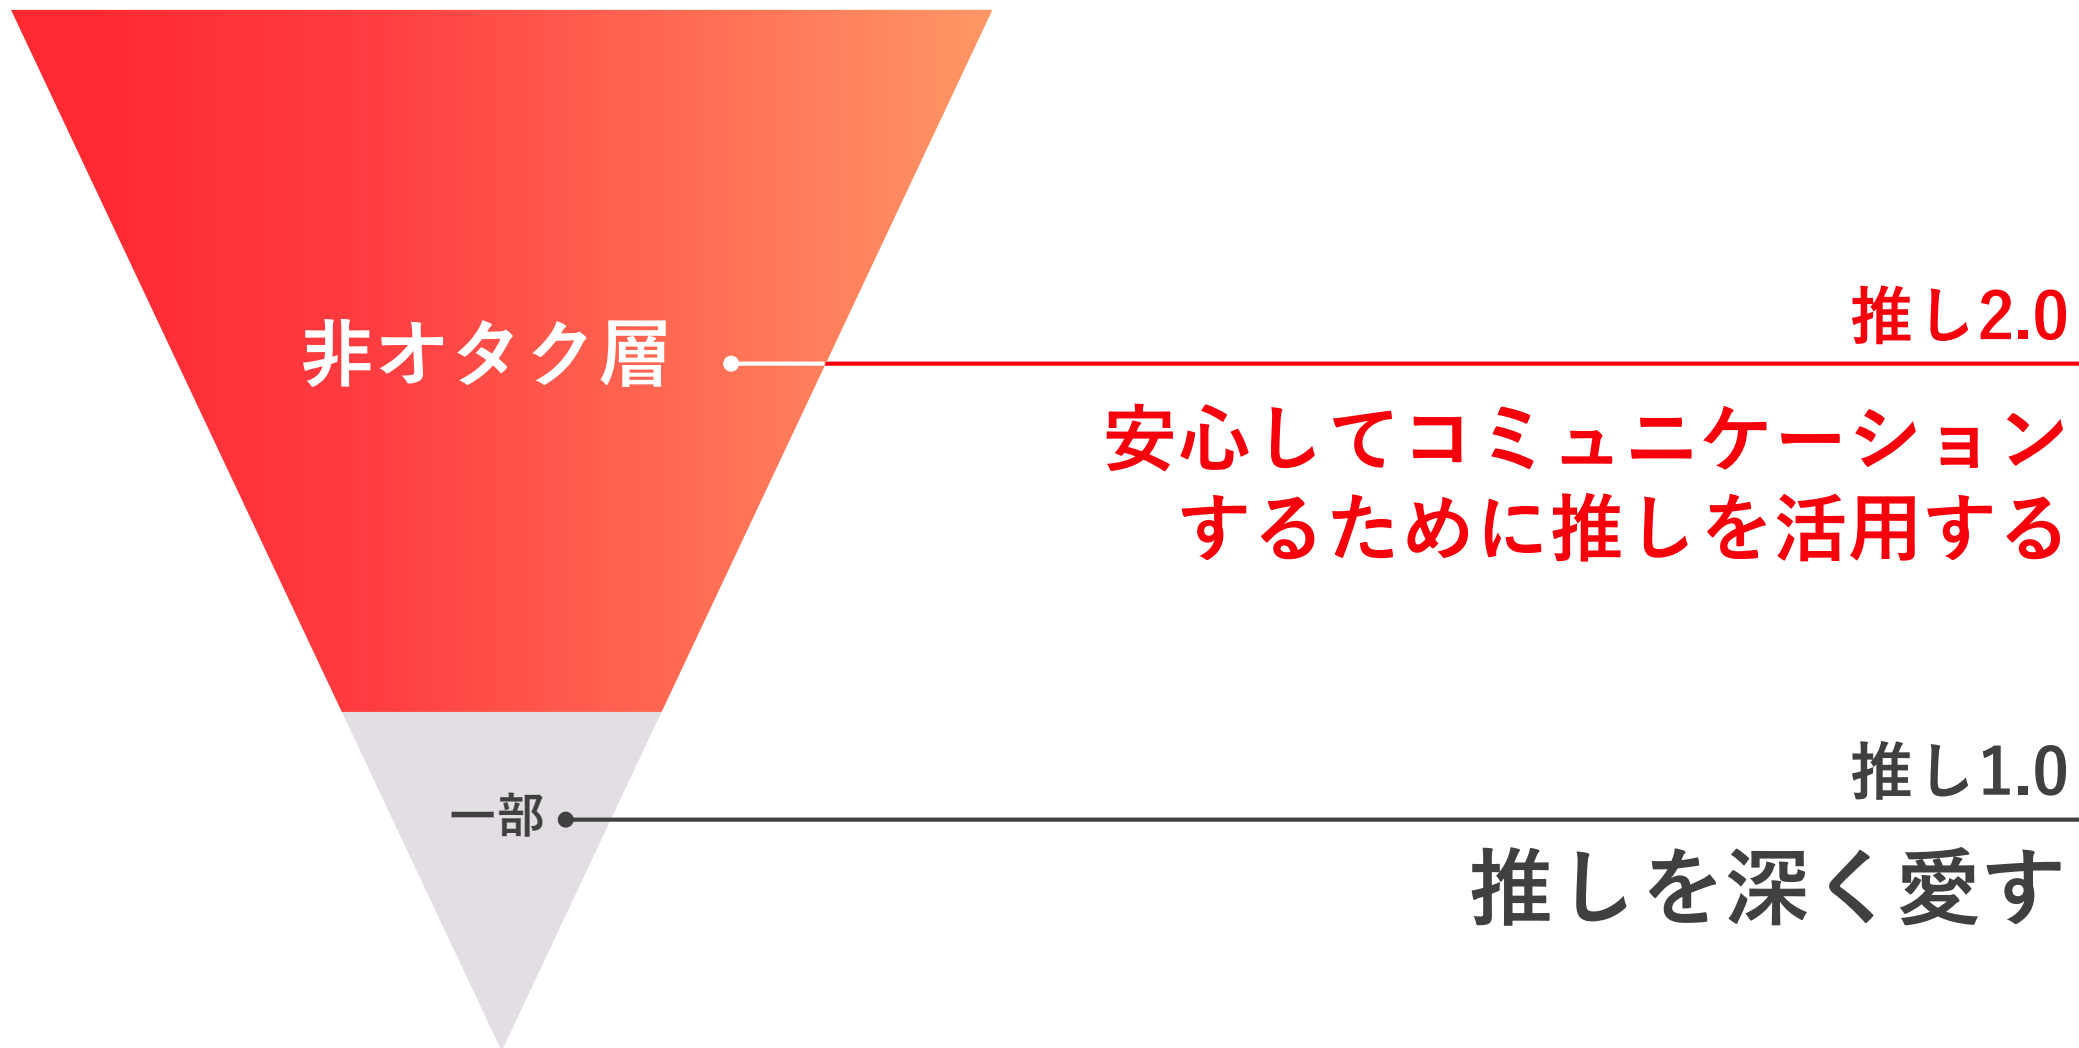 推し2.0
非オタク層
安心してコミュニケーション
するために推しを活用する
推し1.0
一部
推しを深く愛す